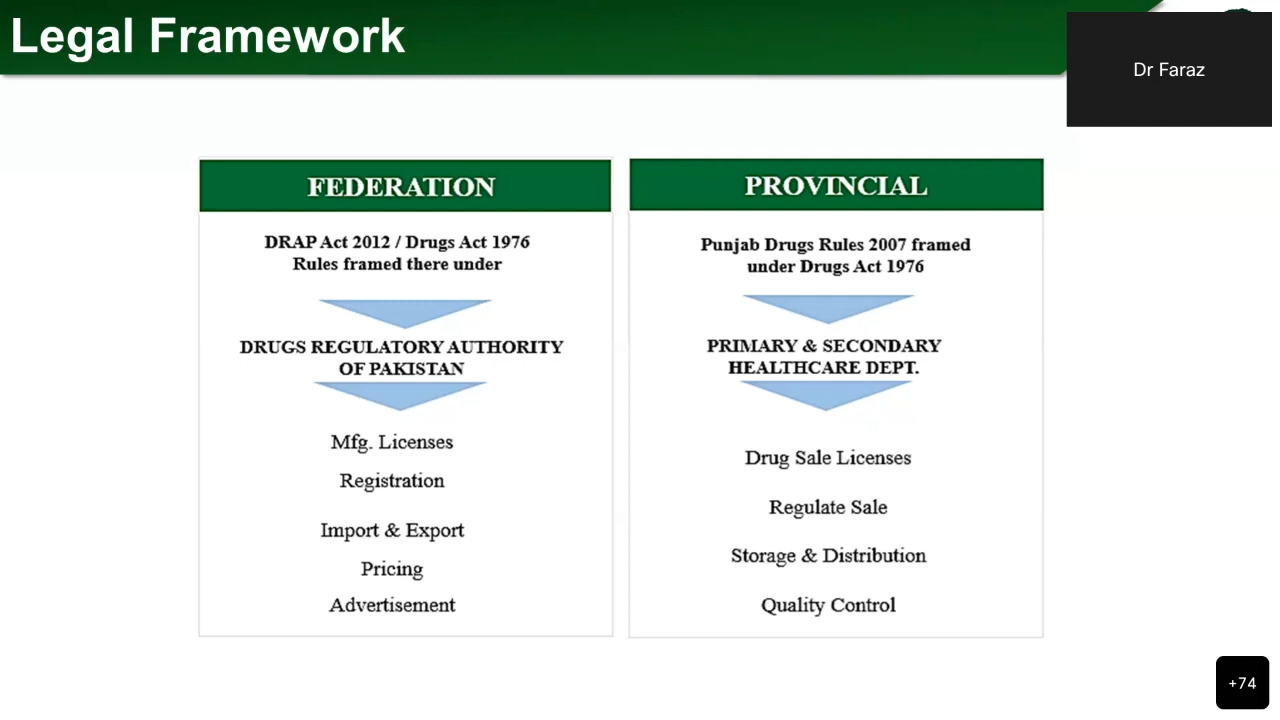 Legal Framework
Dr Faraz
FEDERATION
DRAP Act 2012 / Drugs Act 1976
Rules framed there under
DRUGS REGULATORY AUTHORITY
OF PAKISTAN
Mfg. Licenses
Registration
Import & Export
Pricing
Advertisement
PROVINCIAL
Punjab Drugs Rules 2007 framed
under Drugs Act 1976
PRIMARY & SECONDARY
HEALTHCARE DEPT.
Drug Sale Licenses
Regulate Sale
Storage & Distribution
Quality Control
+74